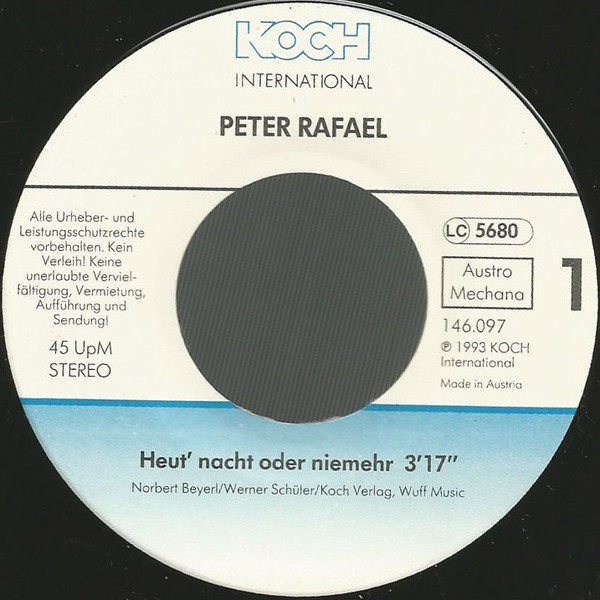 KOCH
INTERNATIONAL
PETER RAFAEL
Alle Urheber- und
Leistungsschutzrechte
vorbehalten. Kein
Verleih! Keine
unerlaubte Verviel-
fältigung, Vermietung,
Aufführung und
Sendung!
45 UpM
STEREO
LC 5680
Austro
Mechana
1
146.097
℗ 1993 KOCH
International
Made in Austria
Heut' nacht oder niemehr 3'17"
Norbert Beyerl/Werner Schüler/Koch Verlag, Wuff Music